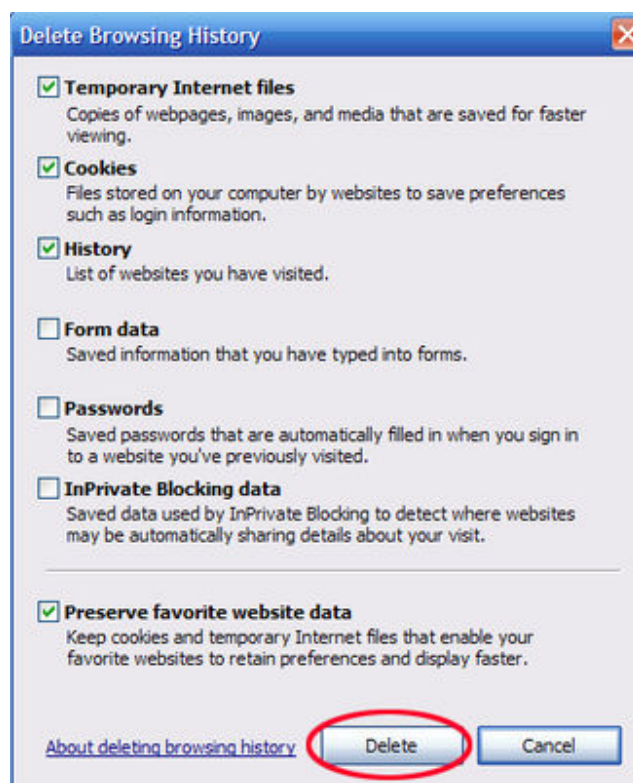 Delete Browsing History
Temporary Internet files
Copies of webpages, images, and media that are saved for faster
viewing.
Cookies
Files stored on your computer by websites to save preferences
such as login information.
History
List of websites you have visited.
Form data
Saved information that you have typed into forms.
Passwords
Saved passwords that are automatically filled in when you sign in
to a website you've previously visited.
InPrivate Blocking data
Saved data used by InPrivate Blocking to detect where websites
may be automatically sharing details about your visit.
Preserve favorite website data
Keep cookies and temporary Internet files that enable your
favorite websites to retain preferences and display faster.
About deleting browsing history Delete Cancel